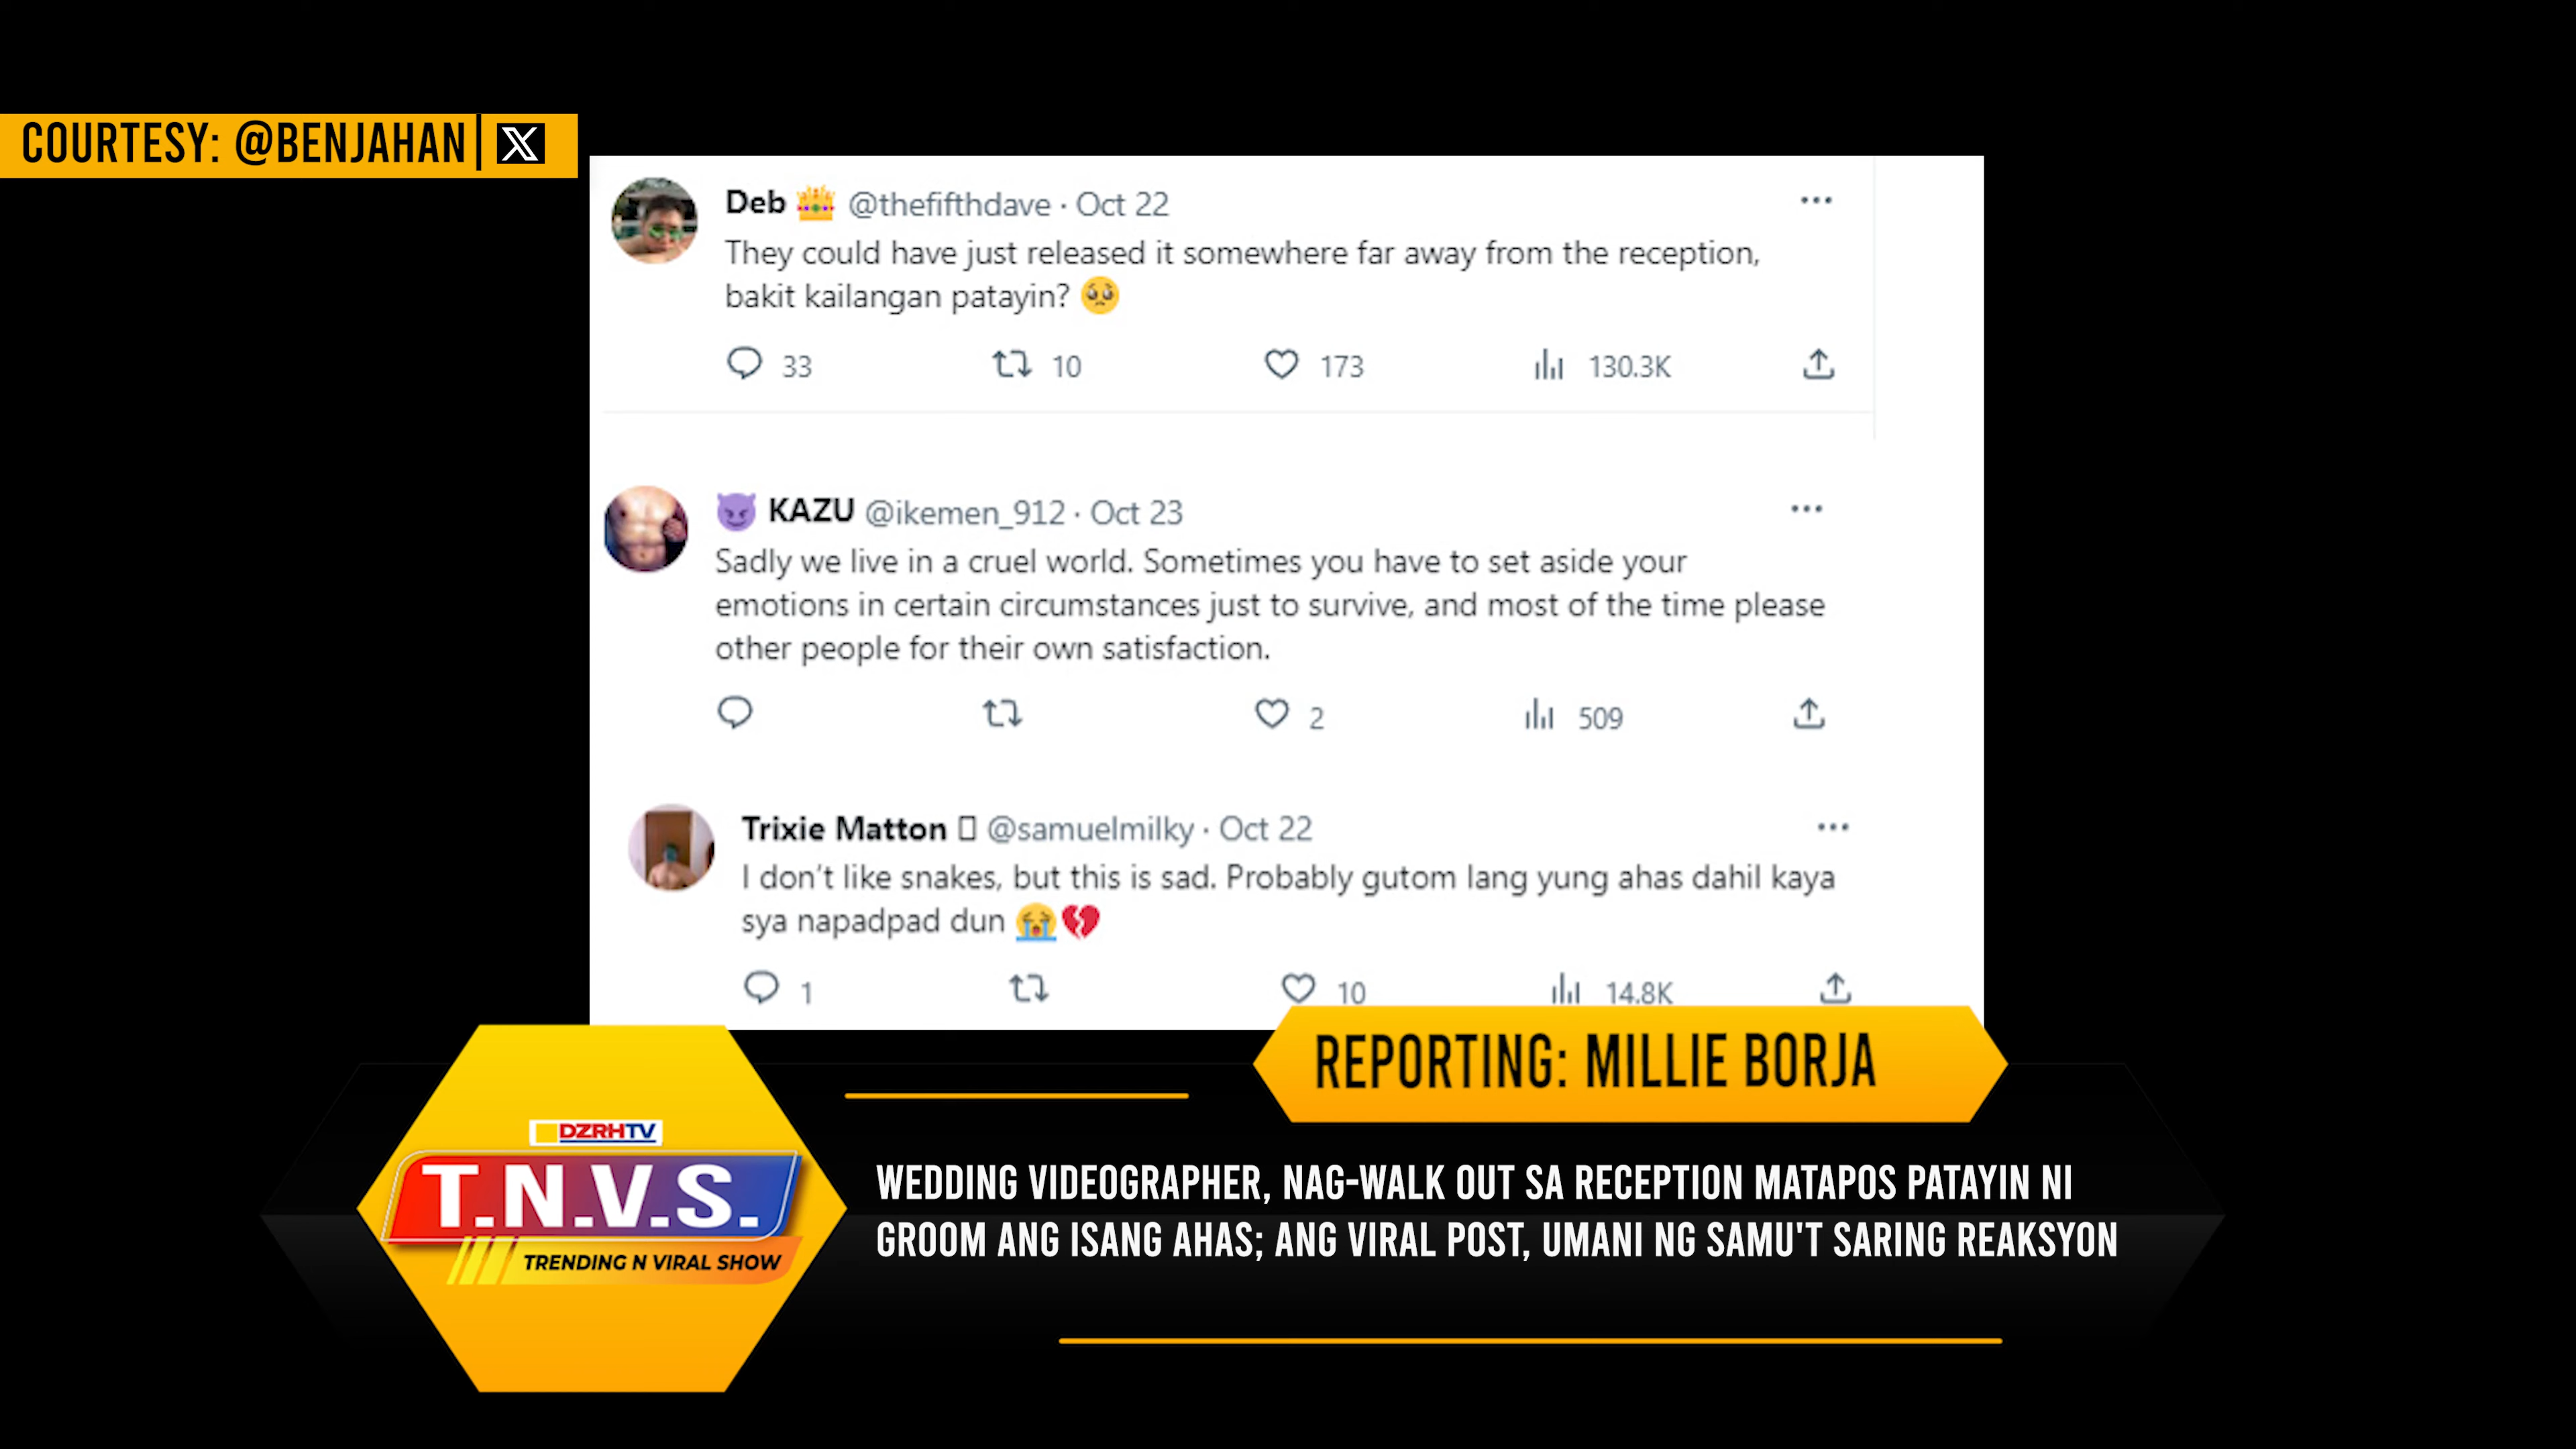 COURTESY: @BENJAHAN | X
Deb 👑 @thefifthdave · Oct 22
They could have just released it somewhere far away from the reception,
bakit kailangan patayin? 🥺
33 10 173 130.3K
😈 KAZU @ikemen_912 · Oct 23
Sadly we live in a cruel world. Sometimes you have to set aside your
emotions in certain circumstances just to survive, and most of the time please
other people for their own satisfaction.
2 509
Trixie Matton ▯ @samuelmilky · Oct 22
I don't like snakes, but this is sad. Probably gutom lang yung ahas dahil kaya
sya napadpad dun 😭💔
1 10 14.8K
REPORTING: MILLIE BORJA
DZRHTV
T.N.V.S.
TRENDING N VIRAL SHOW
WEDDING VIDEOGRAPHER, NAG-WALK OUT SA RECEPTION MATAPOS PATAYIN NI
GROOM ANG ISANG AHAS; ANG VIRAL POST, UMANI NG SAMU'T SARING REAKSYON